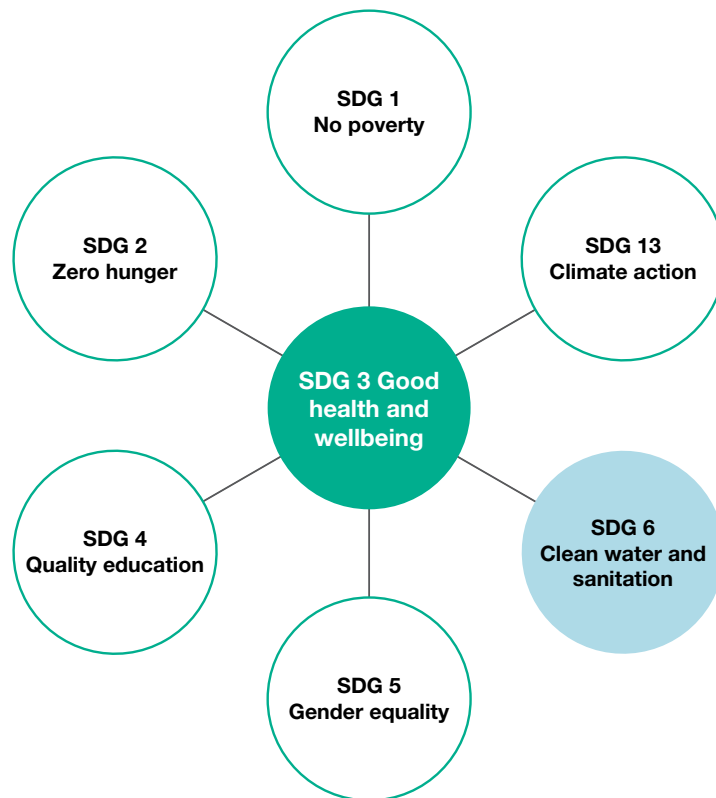 SDG 1
No poverty
SDG 2
Zero hunger
SDG 13
Climate action
SDG 3 Good
health and
wellbeing
SDG 4
Quality education
SDG 6
Clean water and
sanitation
SDG 5
Gender equality